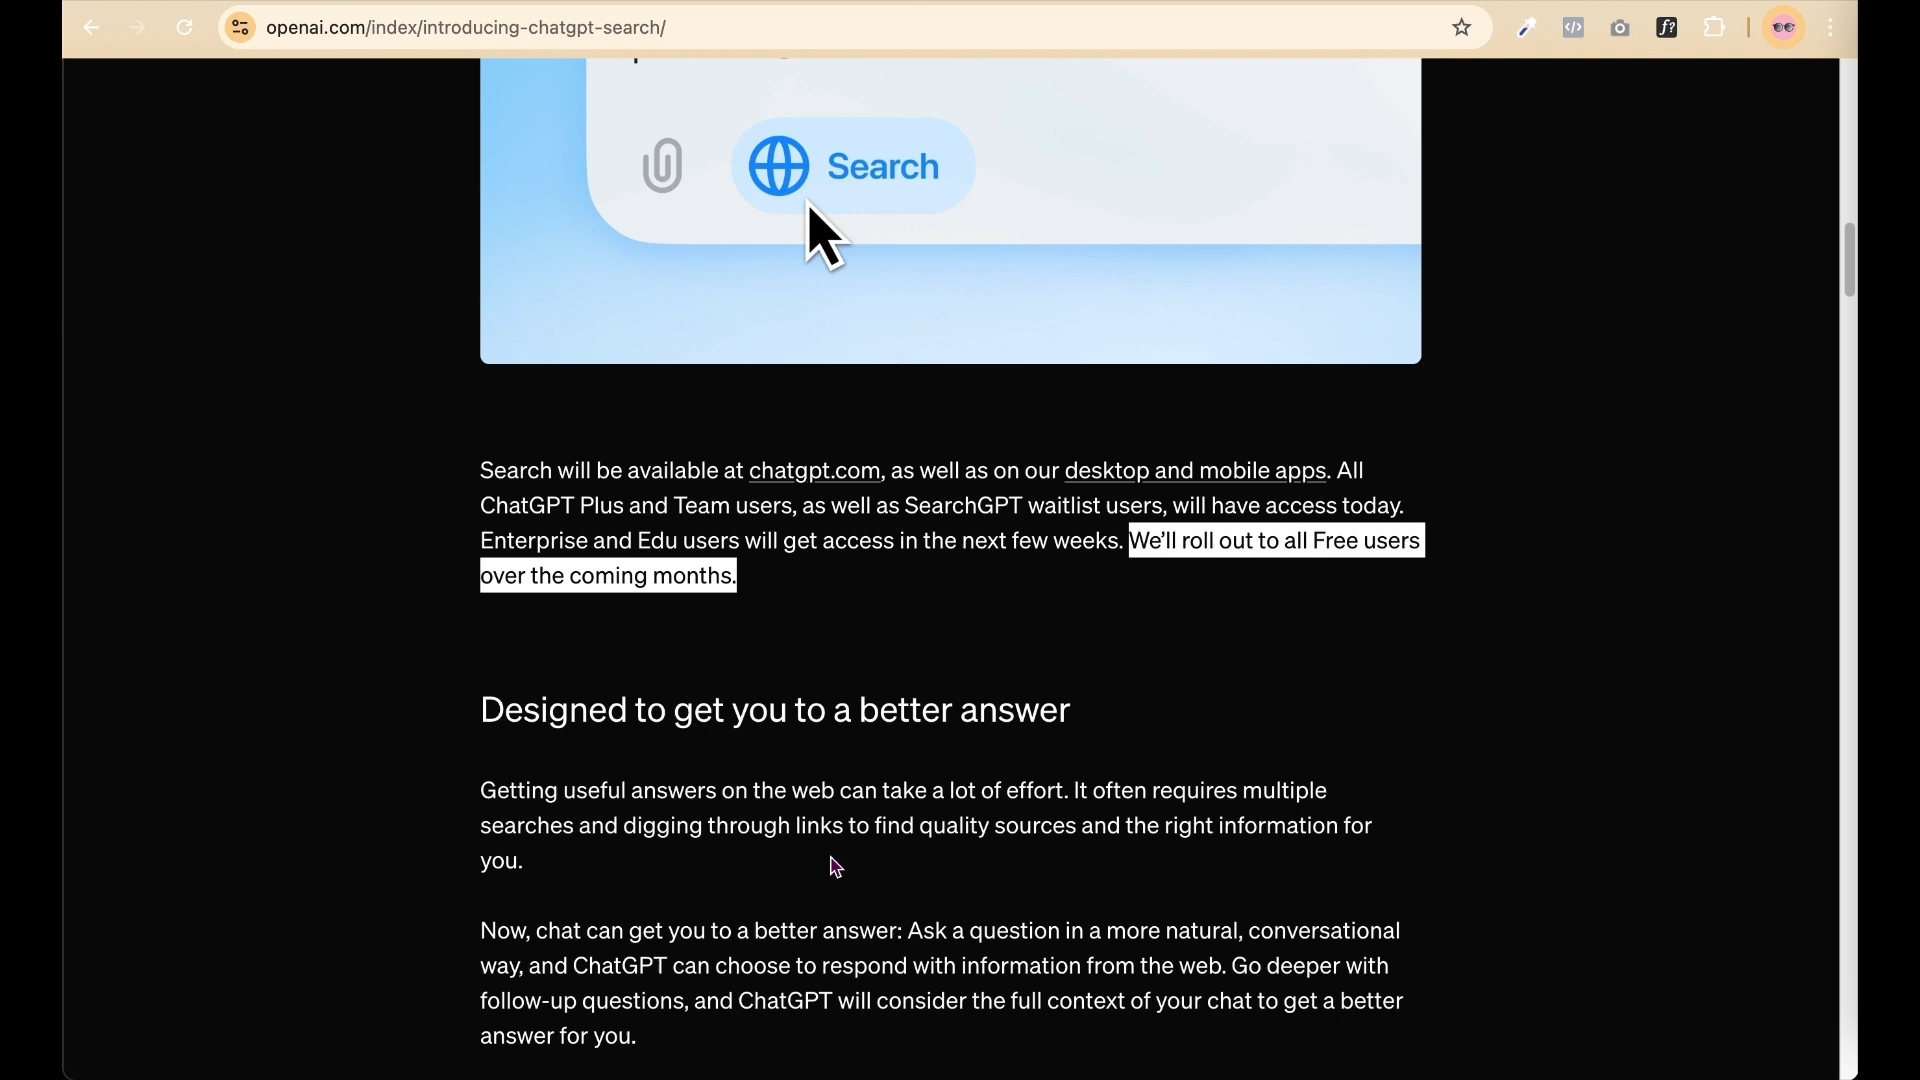 openai.com/index/introducing-chatgpt-search/
Search
Search will be available at chatgpt.com, as well as on our desktop and mobile apps. All
ChatGPT Plus and Team users, as well as SearchGPT waitlist users, will have access today.
Enterprise and Edu users will get access in the next few weeks. We’ll roll out to all Free users
over the coming months.
Designed to get you to a better answer
Getting useful answers on the web can take a lot of effort. It often requires multiple
searches and digging through links to find quality sources and the right information for
you.
Now, chat can get you to a better answer: Ask a question in a more natural, conversational
way, and ChatGPT can choose to respond with information from the web. Go deeper with
follow-up questions, and ChatGPT will consider the full context of your chat to get a better
answer for you.